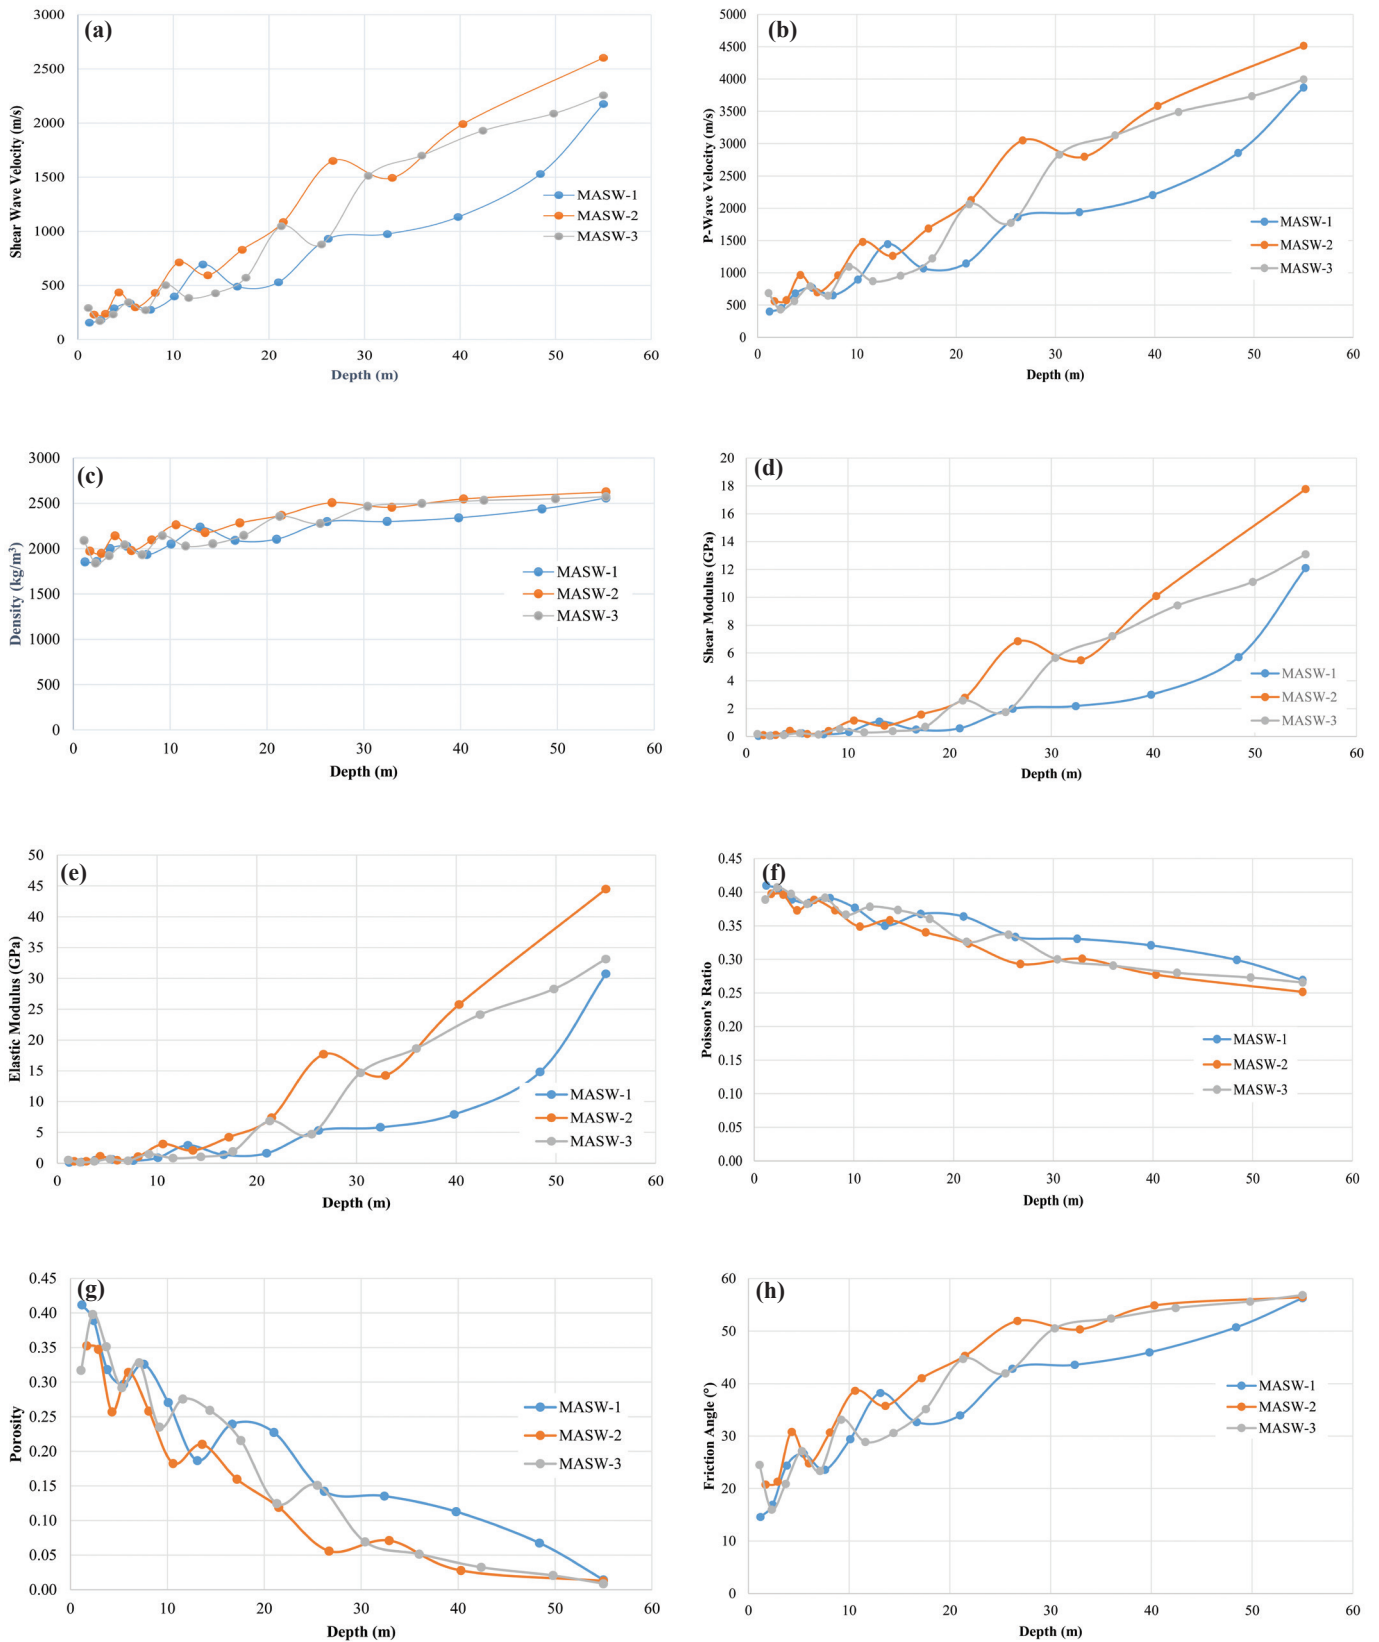 (a)
3000
2500
2000
1500
1000
500
0
0 10 20 30 40 50 60
Shear Wave Velocity (m/s)
Depth (m)
MASW-1
MASW-2
MASW-3
(b)
5000
4500
4000
3500
3000
2500
2000
1500
1000
500
0
0 10 20 30 40 50 60
P-Wave Velocity (m/s)
Depth (m)
MASW-1
MASW-2
MASW-3
(c)
3000
2500
2000
1500
1000
500
0
0 10 20 30 40 50 60
Density (kg/m³)
Depth (m)
MASW-1
MASW-2
MASW-3
(d)
20
18
16
14
12
10
8
6
4
2
0
0 10 20 30 40 50 60
Shear Modulus (GPa)
Depth (m)
MASW-1
MASW-2
MASW-3
(e)
50
45
40
35
30
25
20
15
10
5
0
0 10 20 30 40 50 60
Elastic Modulus (GPa)
Depth (m)
MASW-1
MASW-2
MASW-3
(f)
0.45
0.40
0.35
0.30
0.25
0.20
0.15
0.10
0.05
0.00
0 10 20 30 40 50 60
Poisson's Ratio
Depth (m)
MASW-1
MASW-2
MASW-3
(g)
0.45
0.40
0.35
0.30
0.25
0.20
0.15
0.10
0.05
0.00
0 10 20 30 40 50 60
Porosity
Depth (m)
MASW-1
MASW-2
MASW-3
(h)
60
50
40
30
20
10
0
0 10 20 30 40 50 60
Friction Angle (°)
Depth (m)
MASW-1
MASW-2
MASW-3